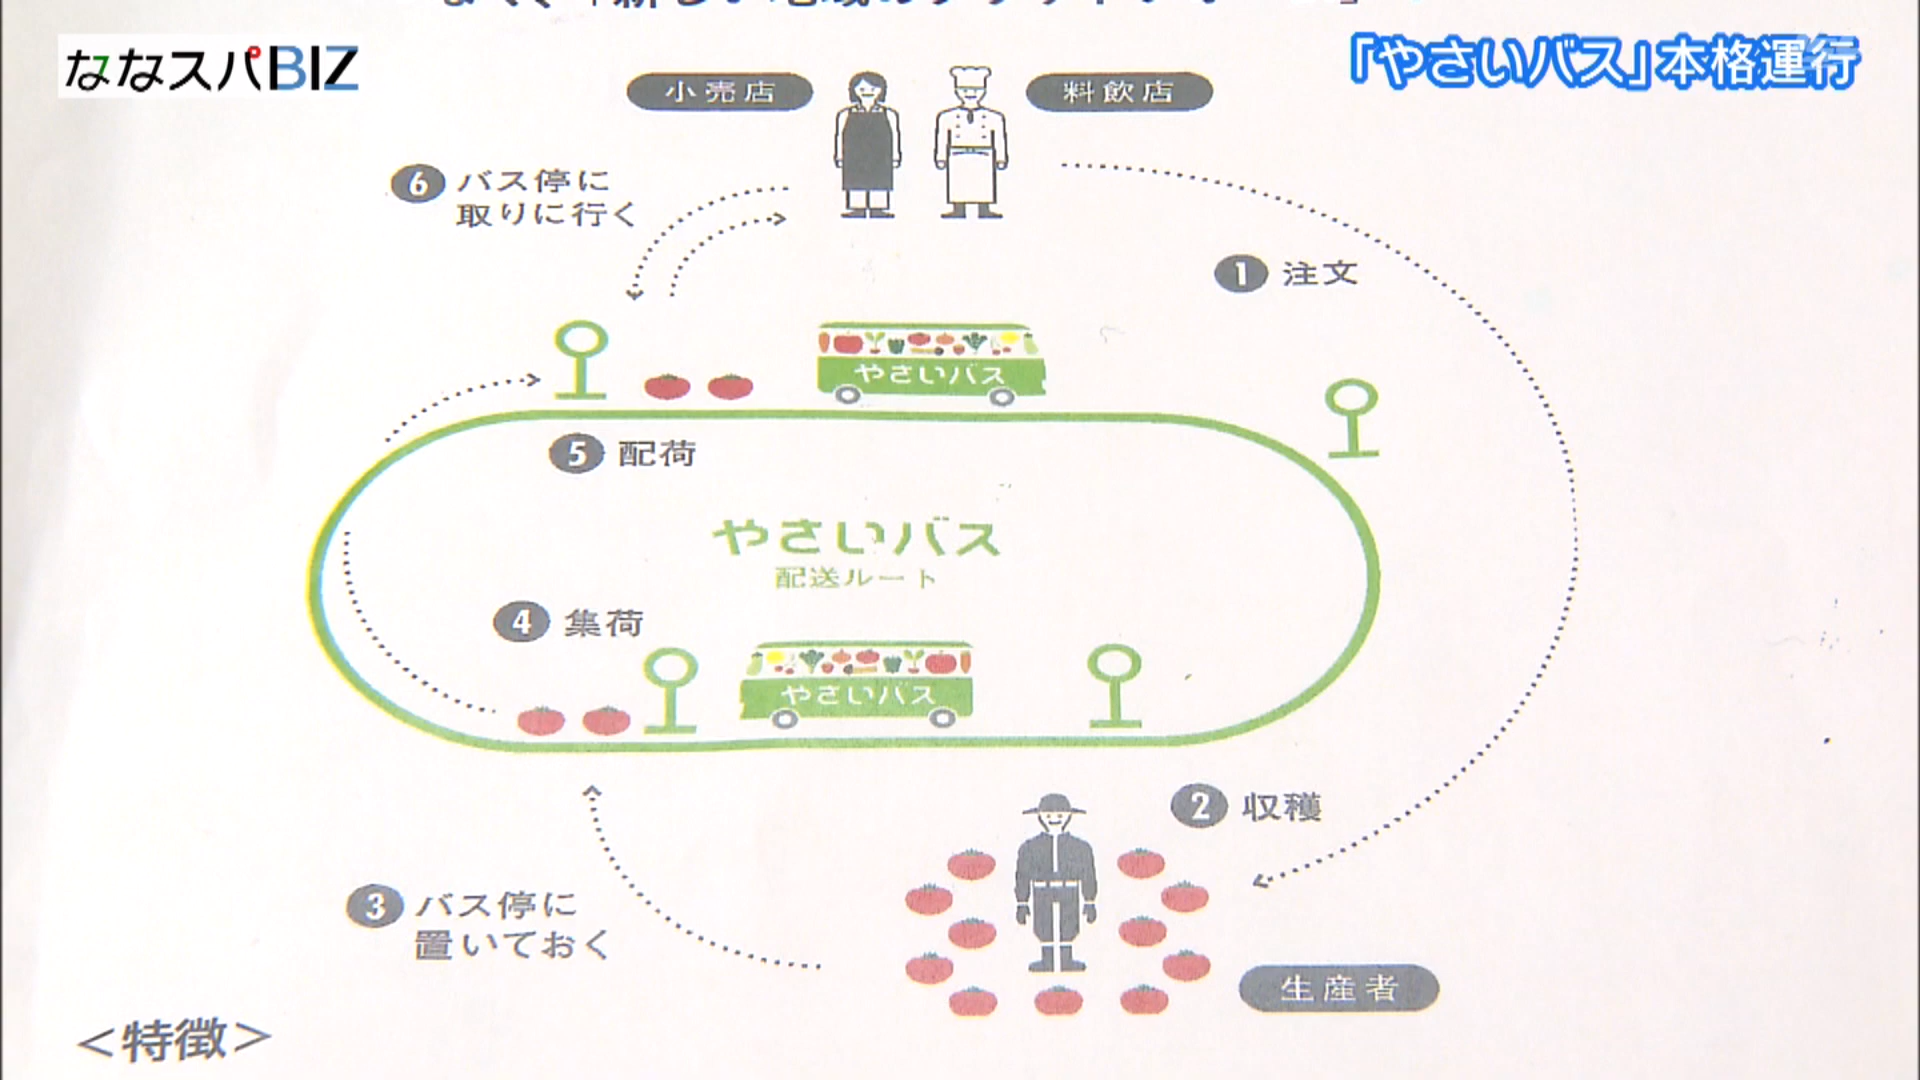 ななスパBIZ
「やさいバス」本格運行
小売店
料飲店
6 バス停に
取りに行く
1 注文
やさいバス
5 配荷
やさいバス
配送ルート
4 集荷
やさいバス
2 収穫
3 バス停に
置いておく
生産者
＜特徴＞